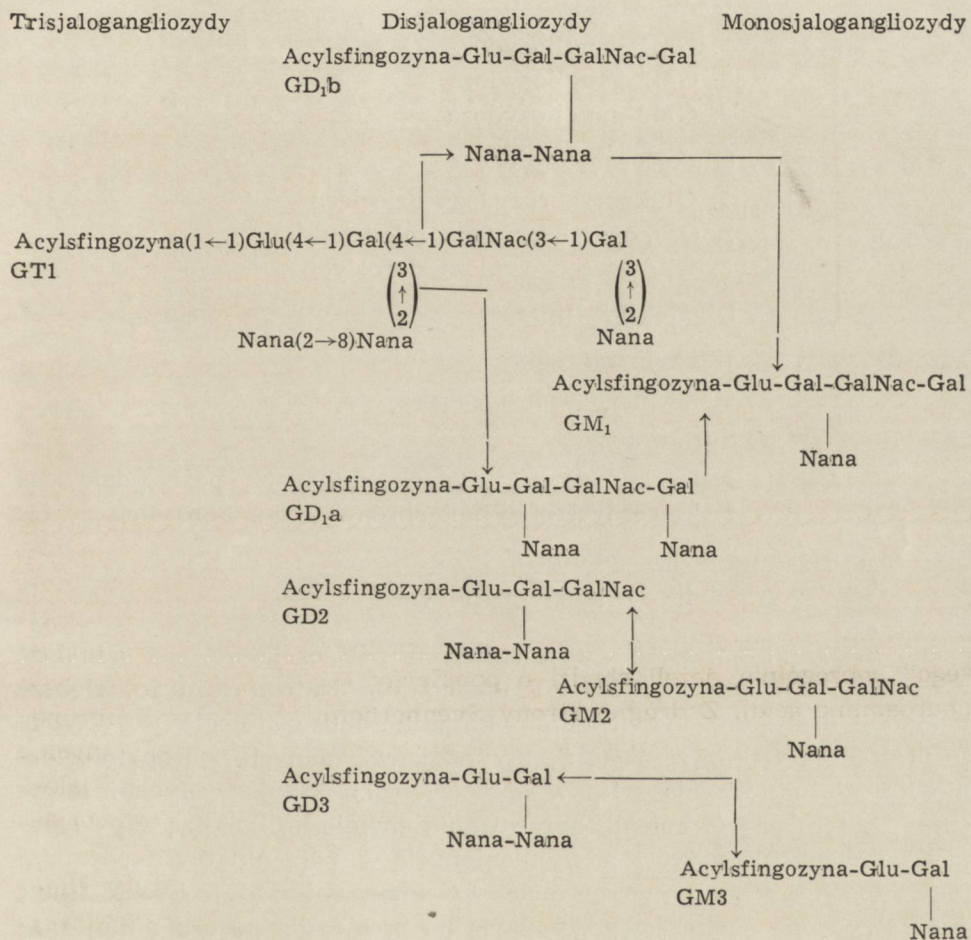 Trisjalogangliozydy Disjalogangliozydy Monosjalogangliozydy
Acylsfingozyna-Glu-Gal-GalNac-Gal
GD₁b
→ Nana-Nana
Acylsfingozyna(1←1)Glu(4←1)Gal(4←1)GalNac(3←1)Gal
GT1
(3↑2) (3↑2)
Nana(2→8)Nana Nana
Acylsfingozyna-Glu-Gal-GalNac-Gal
GM₁
Nana
Acylsfingozyna-Glu-Gal-GalNac-Gal
GD₁a
Nana Nana
Acylsfingozyna-Glu-Gal-GalNac
GD2
Nana-Nana
Acylsfingozyna-Glu-Gal-GalNac
GM2
Nana
Acylsfingozyna-Glu-Gal
GD3
Nana-Nana
Acylsfingozyna-Glu-Gal
GM3
Nana